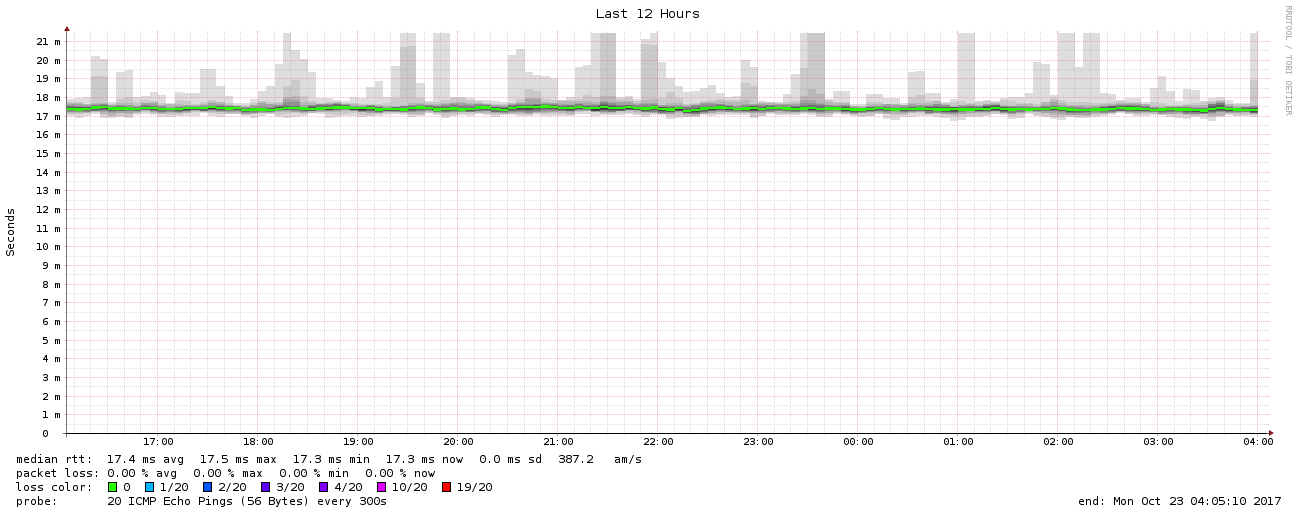 Last 12 Hours
RRDTOOL / TOBI OETIKER
Seconds
21 m
20 m
19 m
18 m
17 m
16 m
15 m
14 m
13 m
12 m
11 m
10 m
9 m
8 m
7 m
6 m
5 m
4 m
3 m
2 m
1 m
0
17:00 18:00 19:00 20:00 21:00 22:00 23:00 00:00 01:00 02:00 03:00 04:00
median rtt: 17.4 ms avg 17.5 ms max 17.3 ms min 17.3 ms now 0.0 ms sd 387.2 am/s
packet loss: 0.00 % avg 0.00 % max 0.00 % min 0.00 % now
loss color: 0 1/20 2/20 3/20 4/20 10/20 19/20
probe: 20 ICMP Echo Pings (56 Bytes) every 300s end: Mon Oct 23 04:05:10 2017